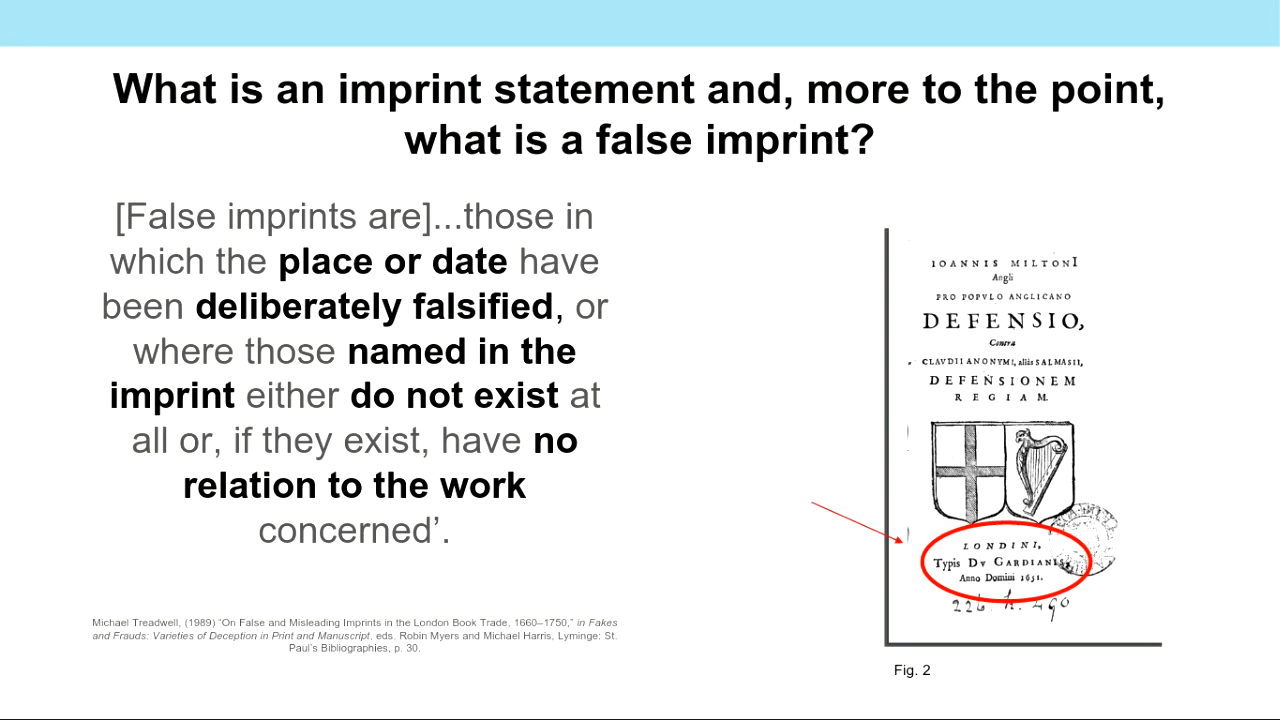 What is an imprint statement and, more to the point,
what is a false imprint?
[False imprints are]...those in
which the place or date have
been deliberately falsified, or
where those named in the
imprint either do not exist at
all or, if they exist, have no
relation to the work
concerned’.
Michael Treadwell, (1989) “On False and Misleading Imprints in the London Book Trade, 1660–1750,” in Fakes
and Frauds: Varieties of Deception in Print and Manuscript. eds. Robin Myers and Michael Harris, Lyminge: St.
Paul’s Bibliographies, p. 30.
IOANNIS MILTONI
Angli
PRO POPVLO ANGLICANO
DEFENSIO,
Contra
CLAVDII ANONYMI, aliàs SALMASII,
DEFENSIONEM
REGIAM.
LONDINI,
Typis DV GARDIANIS,
Anno Domini 1651.
226. h. 490
Fig. 2